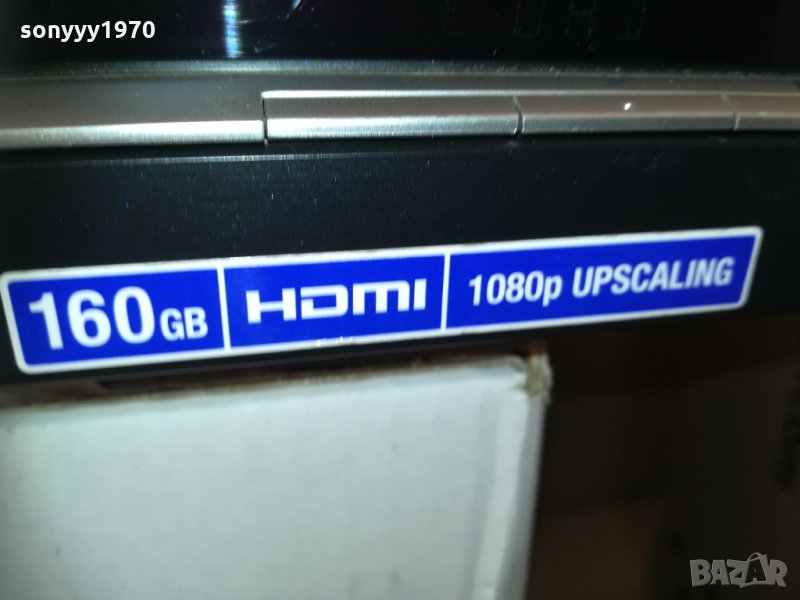 sonyyy1970
160GB HDMI 1080p UPSCALING
BAZAR